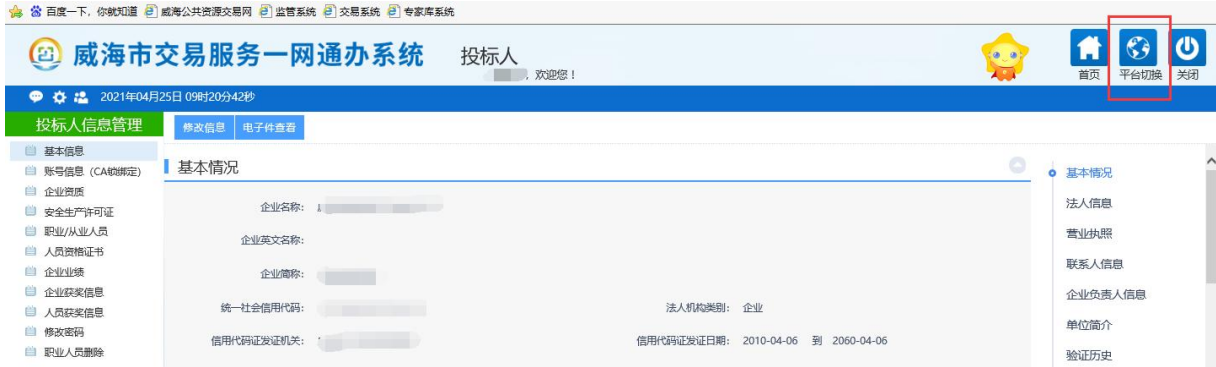 百度一下，你就知道 威海公共资源交易网 监管系统 交易系统 专家库系统
威海市交易服务一网通办系统 投标人
，欢迎您！
首页 平台切换 关闭
2021年04月25日 09时20分42秒
投标人信息管理
修改信息 电子件查看
基本信息
账号信息（CA锁绑定）
企业资质
安全生产许可证
职业/从业人员
人员资格证书
企业业绩
企业获奖信息
人员获奖信息
修改密码
职业人员删除
基本情况
企业名称：
企业英文名称：
企业简称：
统一社会信用代码：
法人机构类别： 企业
信用代码证发证机关：
信用代码证发证日期： 2010-04-06 到 2060-04-06
基本情况
法人信息
营业执照
联系人信息
企业负责人信息
单位简介
验证历史